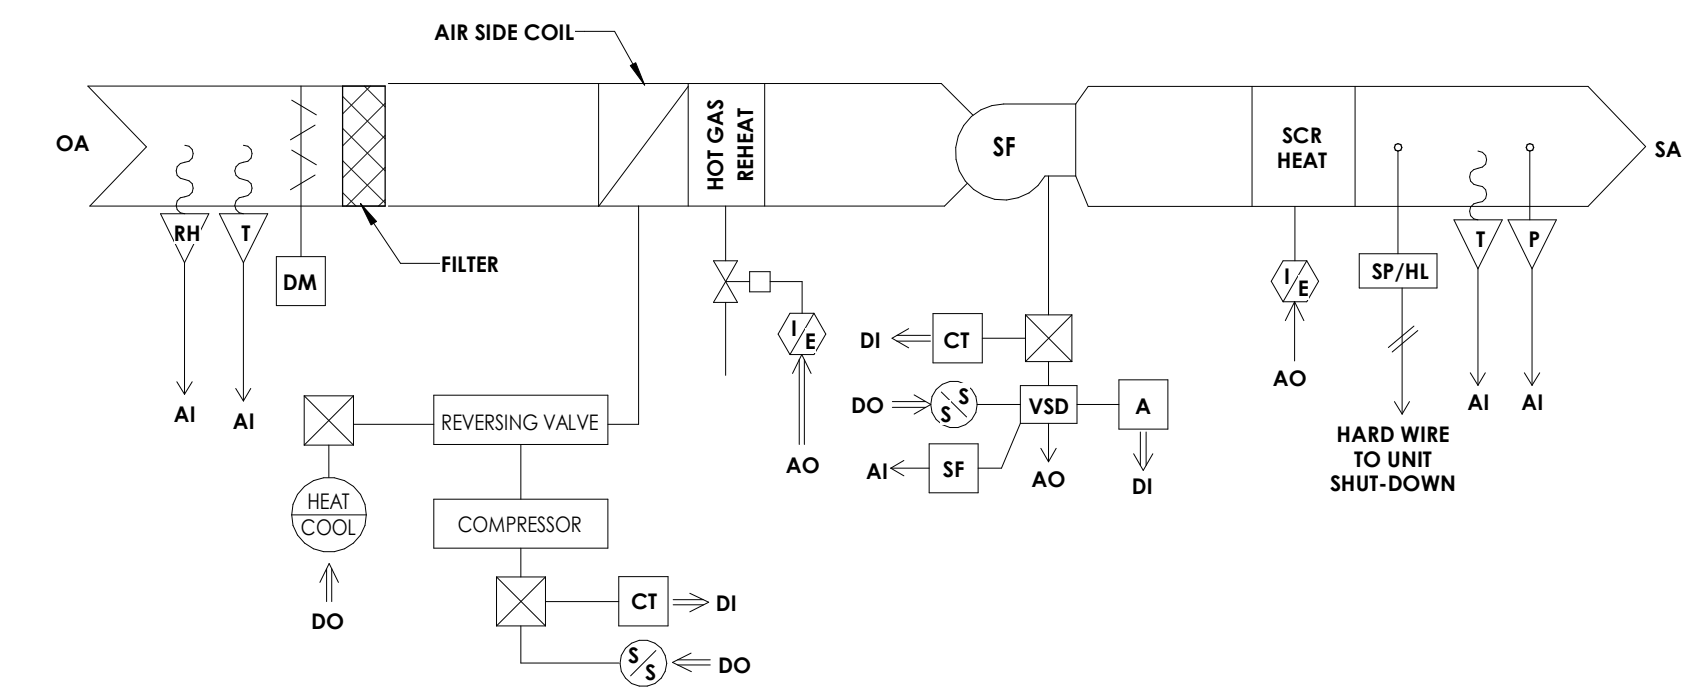 AIR SIDE COIL
OA
HOT GAS
REHEAT
SF
SCR
HEAT
SA
RH
T
DM
FILTER
I/E
AO
I/E
AO
SP/HL
HARD WIRE
TO UNIT
SHUT-DOWN
T
P
AI
AI
AI
AI
DI
CT
DO
S
S
VSD
A
AI
SF
AO
DI
REVERSING VALVE
HEAT
COOL
DO
COMPRESSOR
CT
DI
S/S
DO